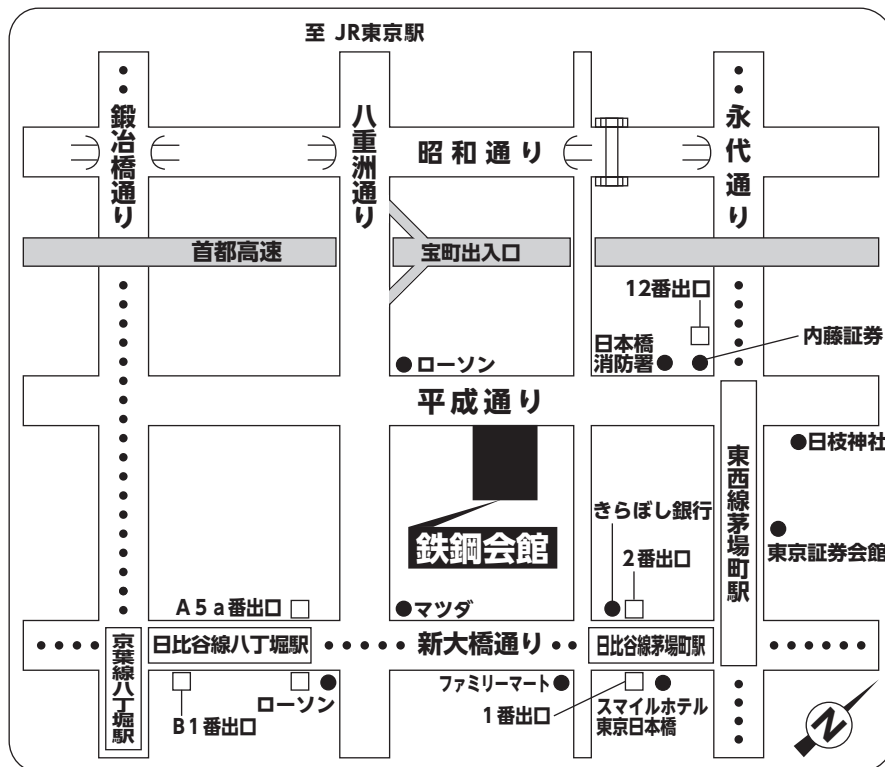 至 JR東京駅
鍛冶橋通り
八重洲通り
昭和通り
永代通り
首都高速
宝町出入口
12番出口
日本橋
消防署
内藤証券
ローソン
平成通り
日枝神社
東西線茅場町駅
きらぼし銀行
鉄鋼会館
2番出口
東京証券会館
A5a番出口
マツダ
京葉線八丁堀駅
日比谷線八丁堀駅
新大橋通り
日比谷線茅場町駅
B1番出口
ローソン
ファミリーマート
1番出口
スマイルホテル
東京日本橋
N